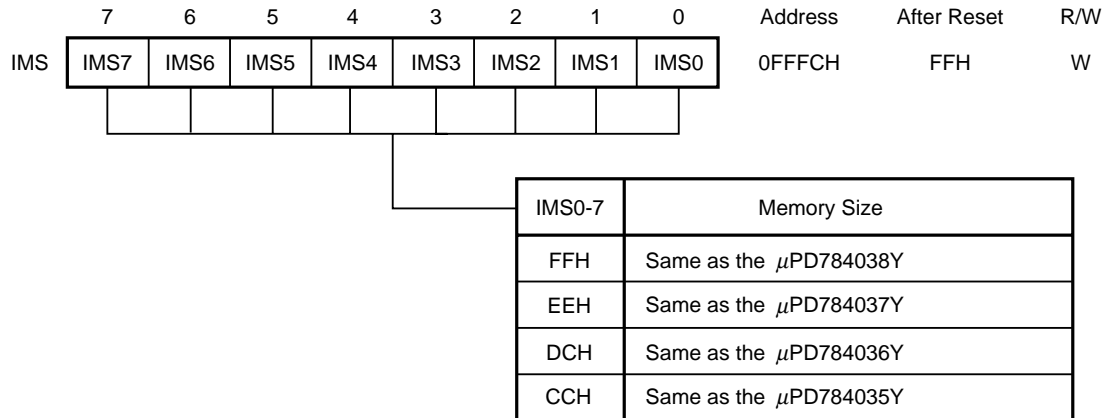 7 6 5 4 3 2 1 0 Address After Reset R/W
IMS IMS7 IMS6 IMS5 IMS4 IMS3 IMS2 IMS1 IMS0 0FFFCH FFH W
IMS0-7 Memory Size
FFH Same as the μPD784038Y
EEH Same as the μPD784037Y
DCH Same as the μPD784036Y
CCH Same as the μPD784035Y